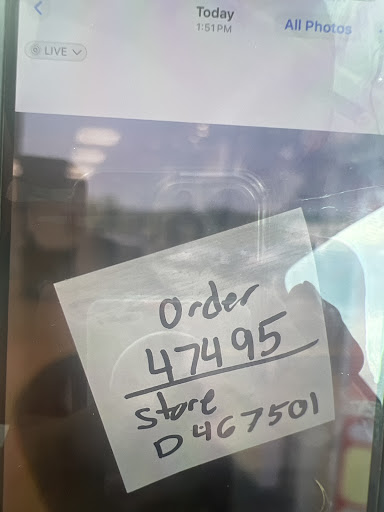 Today
1:51 PM
All Photos
LIVE
Order
47495
Store
D467501